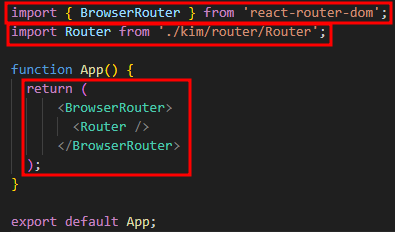 import { BrowserRouter } from 'react-router-dom';
import Router from './kim/router/Router';
function App() {
return (
<BrowserRouter>
<Router />
</BrowserRouter>
);
}
export default App;